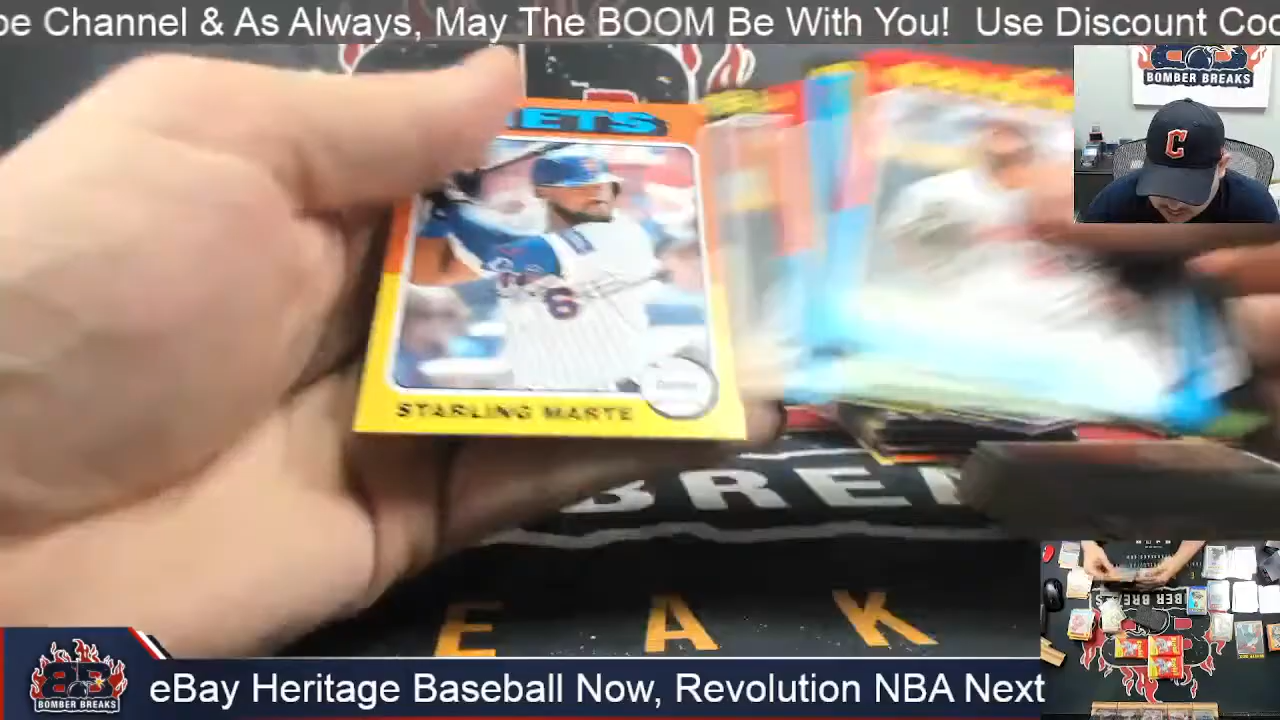 be Channel & As Always, May The BOOM Be With You! Use Discount Coc
BOMBER BREAKS
C
METS
6
STARLING MARTE
BRE
E A K
BOMBER BREAKS
eBay Heritage Baseball Now, Revolution NBA Next